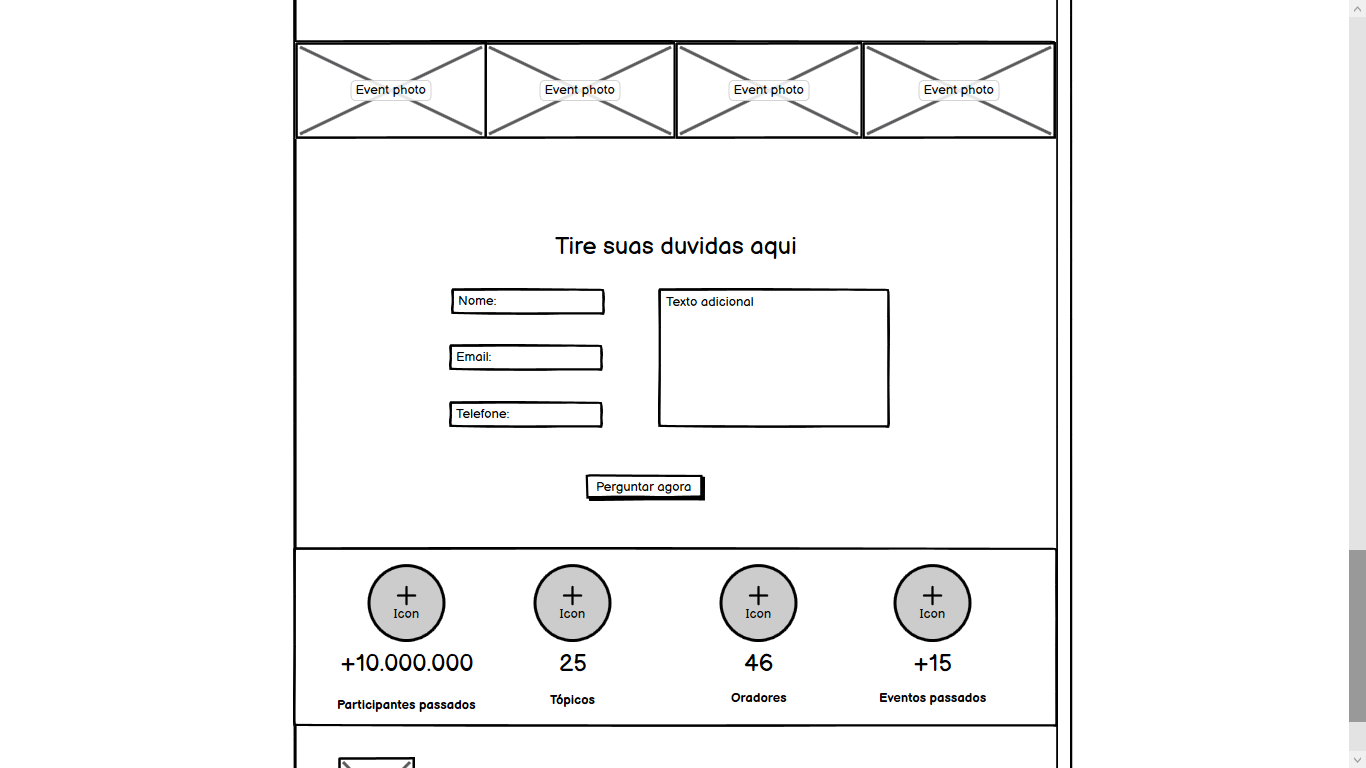 Event photo Event photo Event photo Event photo
Tire suas duvidas aqui
Nome:
Texto adicional
Email:
Telefone:
Perguntar agora
Icon Icon Icon Icon
+10.000.000 25 46 +15
Participantes passados Tópicos Oradores Eventos passados